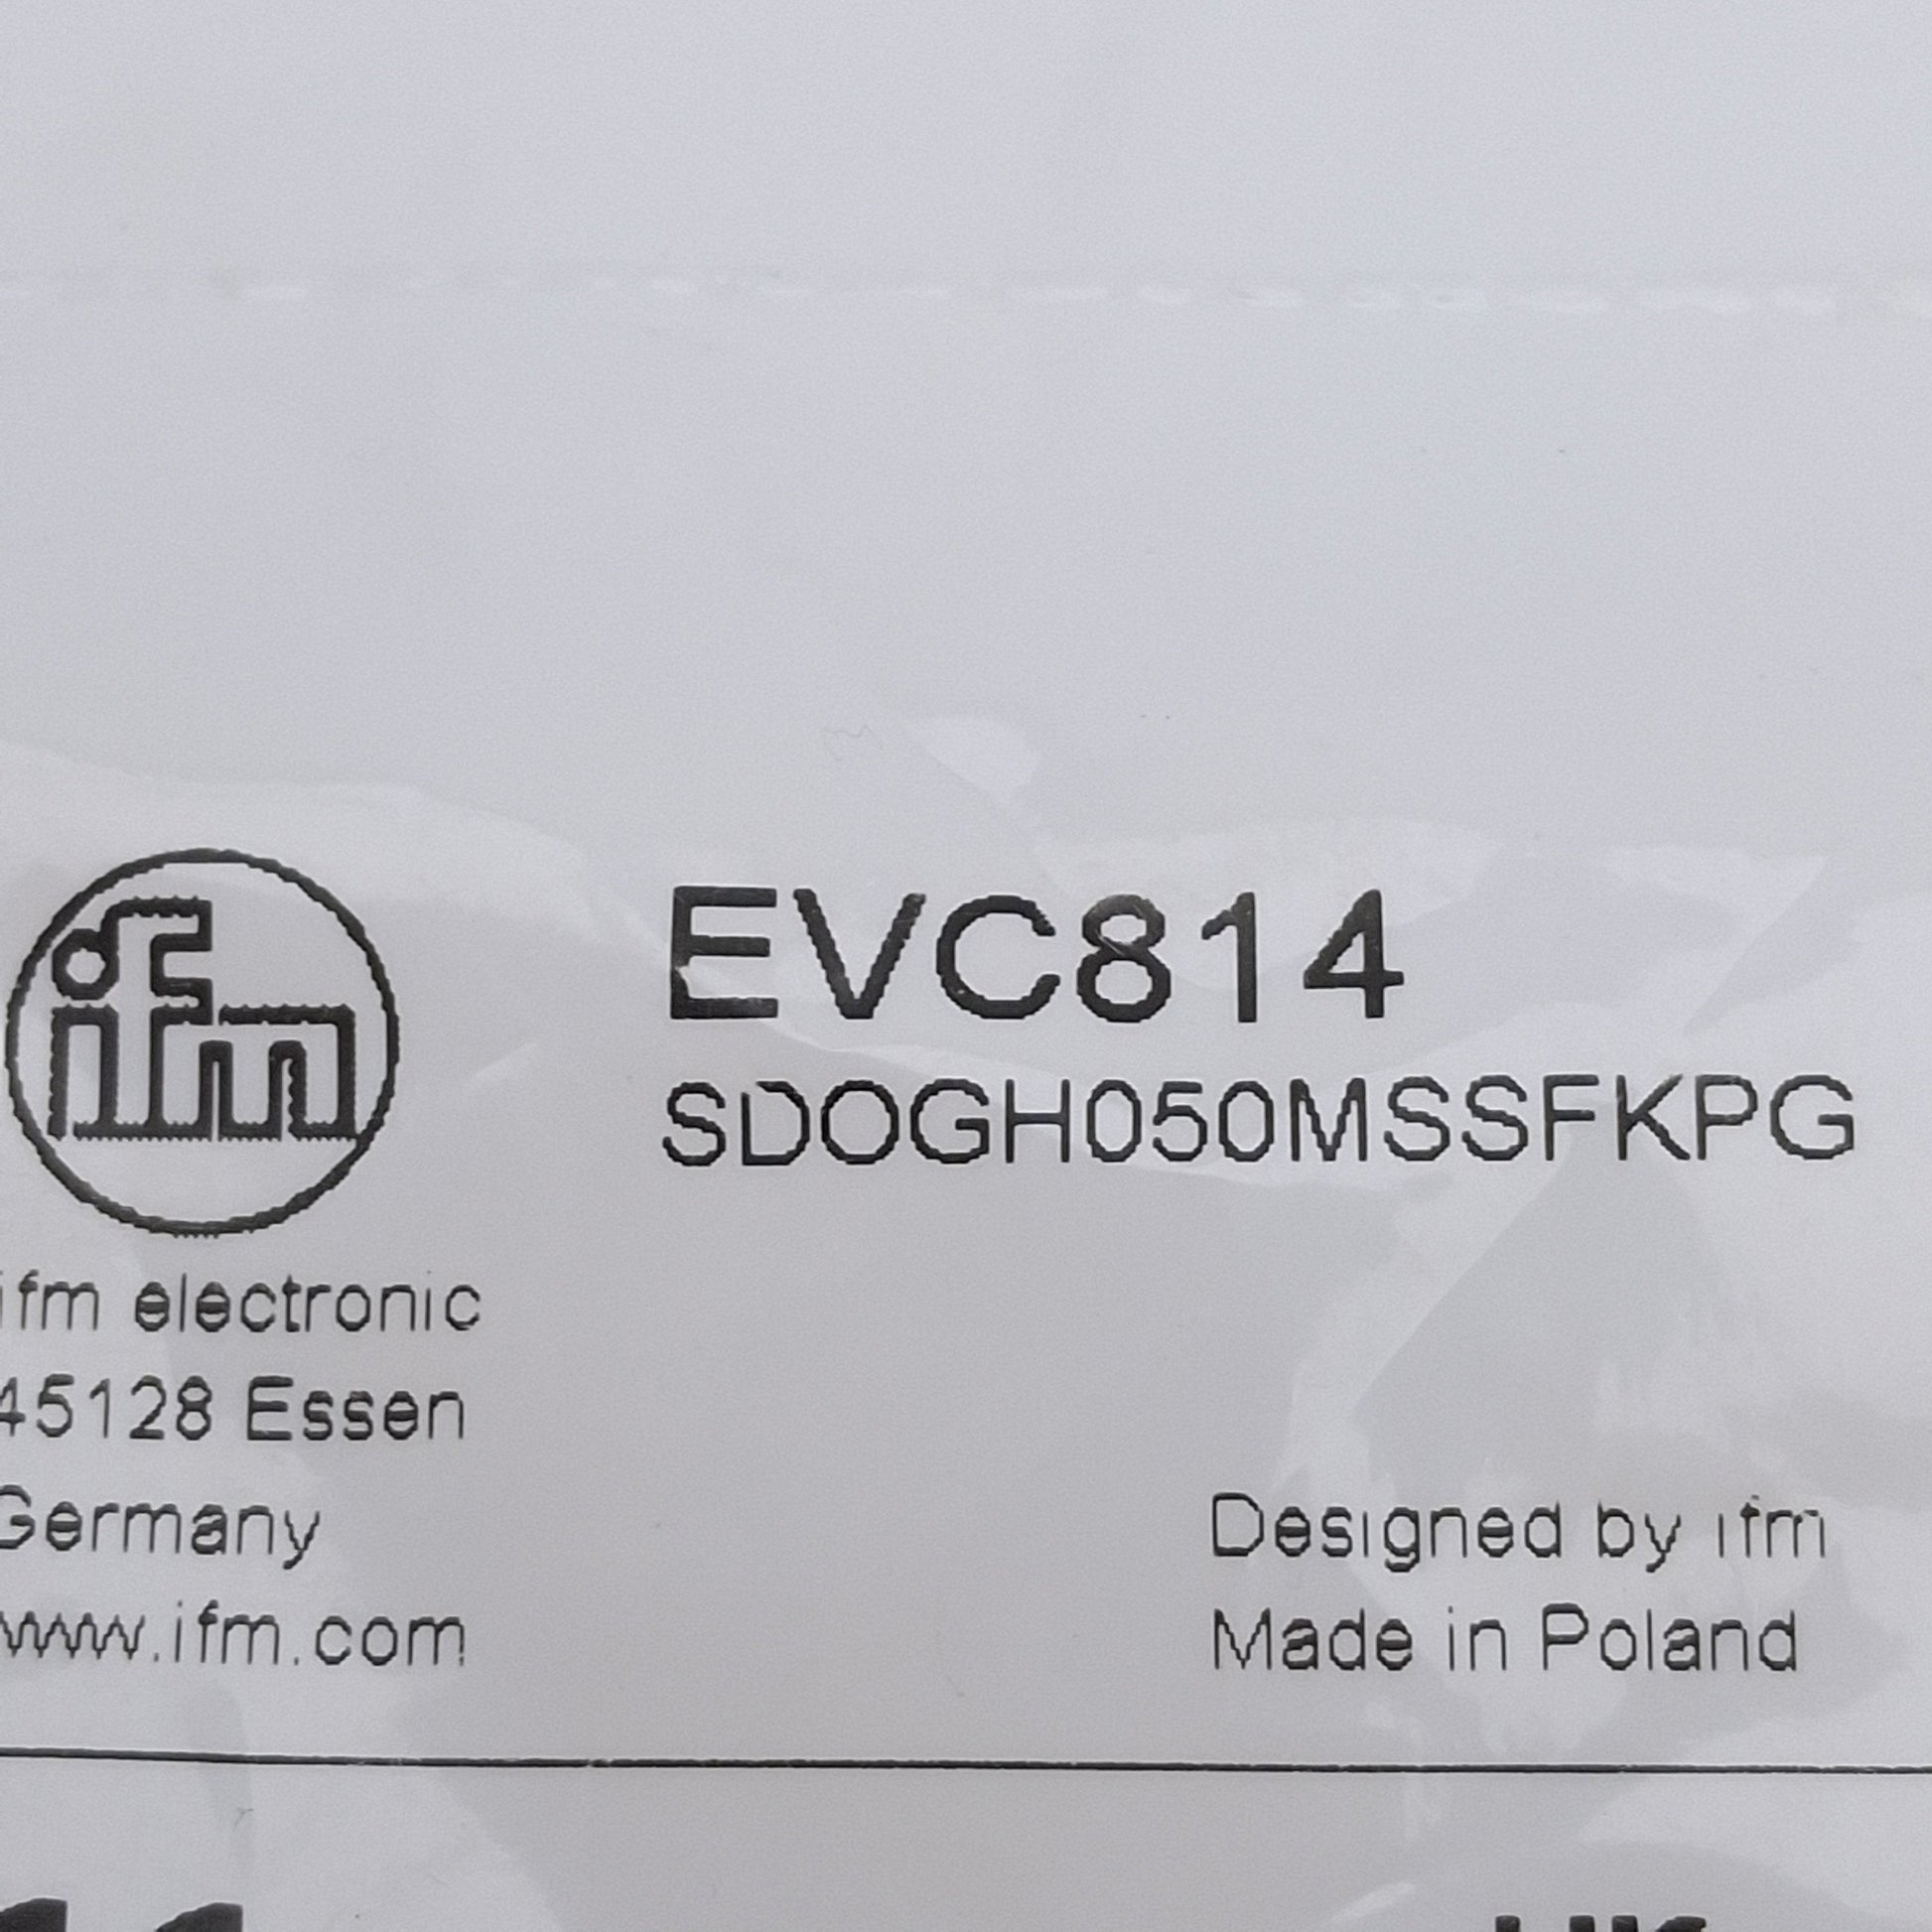 ifm
EVC814
SDOGH050MSSFKPG
ifm electronic
45128 Essen
Germany
www.ifm.com
Designed by ifm
Made in Poland